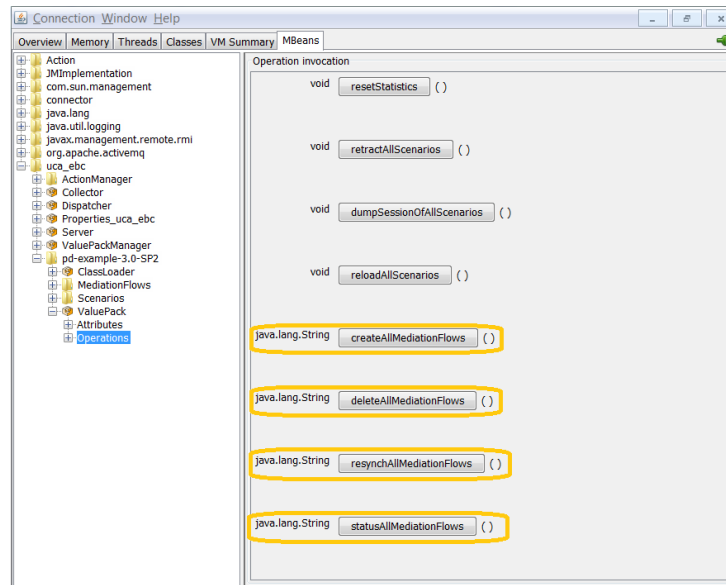 Connection Window Help
Overview Memory Threads Classes VM Summary MBeans
Action
JMImplementation
com.sun.management
connector
java.lang
java.util.logging
javax.management.remote.rmi
org.apache.activemq
uca_ebc
ActionManager
Collector
Dispatcher
Properties_uca_ebc
Server
ValuePackManager
pd-example-3.0-SP2
ClassLoader
MediationFlows
Scenarios
ValuePack
Attributes
Operations
Operation invocation
void resetStatistics ( )
void retractAllScenarios ( )
void dumpSessionOfAllScenarios ( )
void reloadAllScenarios ( )
java.lang.String createAllMediationFlows ( )
java.lang.String deleteAllMediationFlows ( )
java.lang.String resynchAllMediationFlows ( )
java.lang.String statusAllMediationFlows ( )